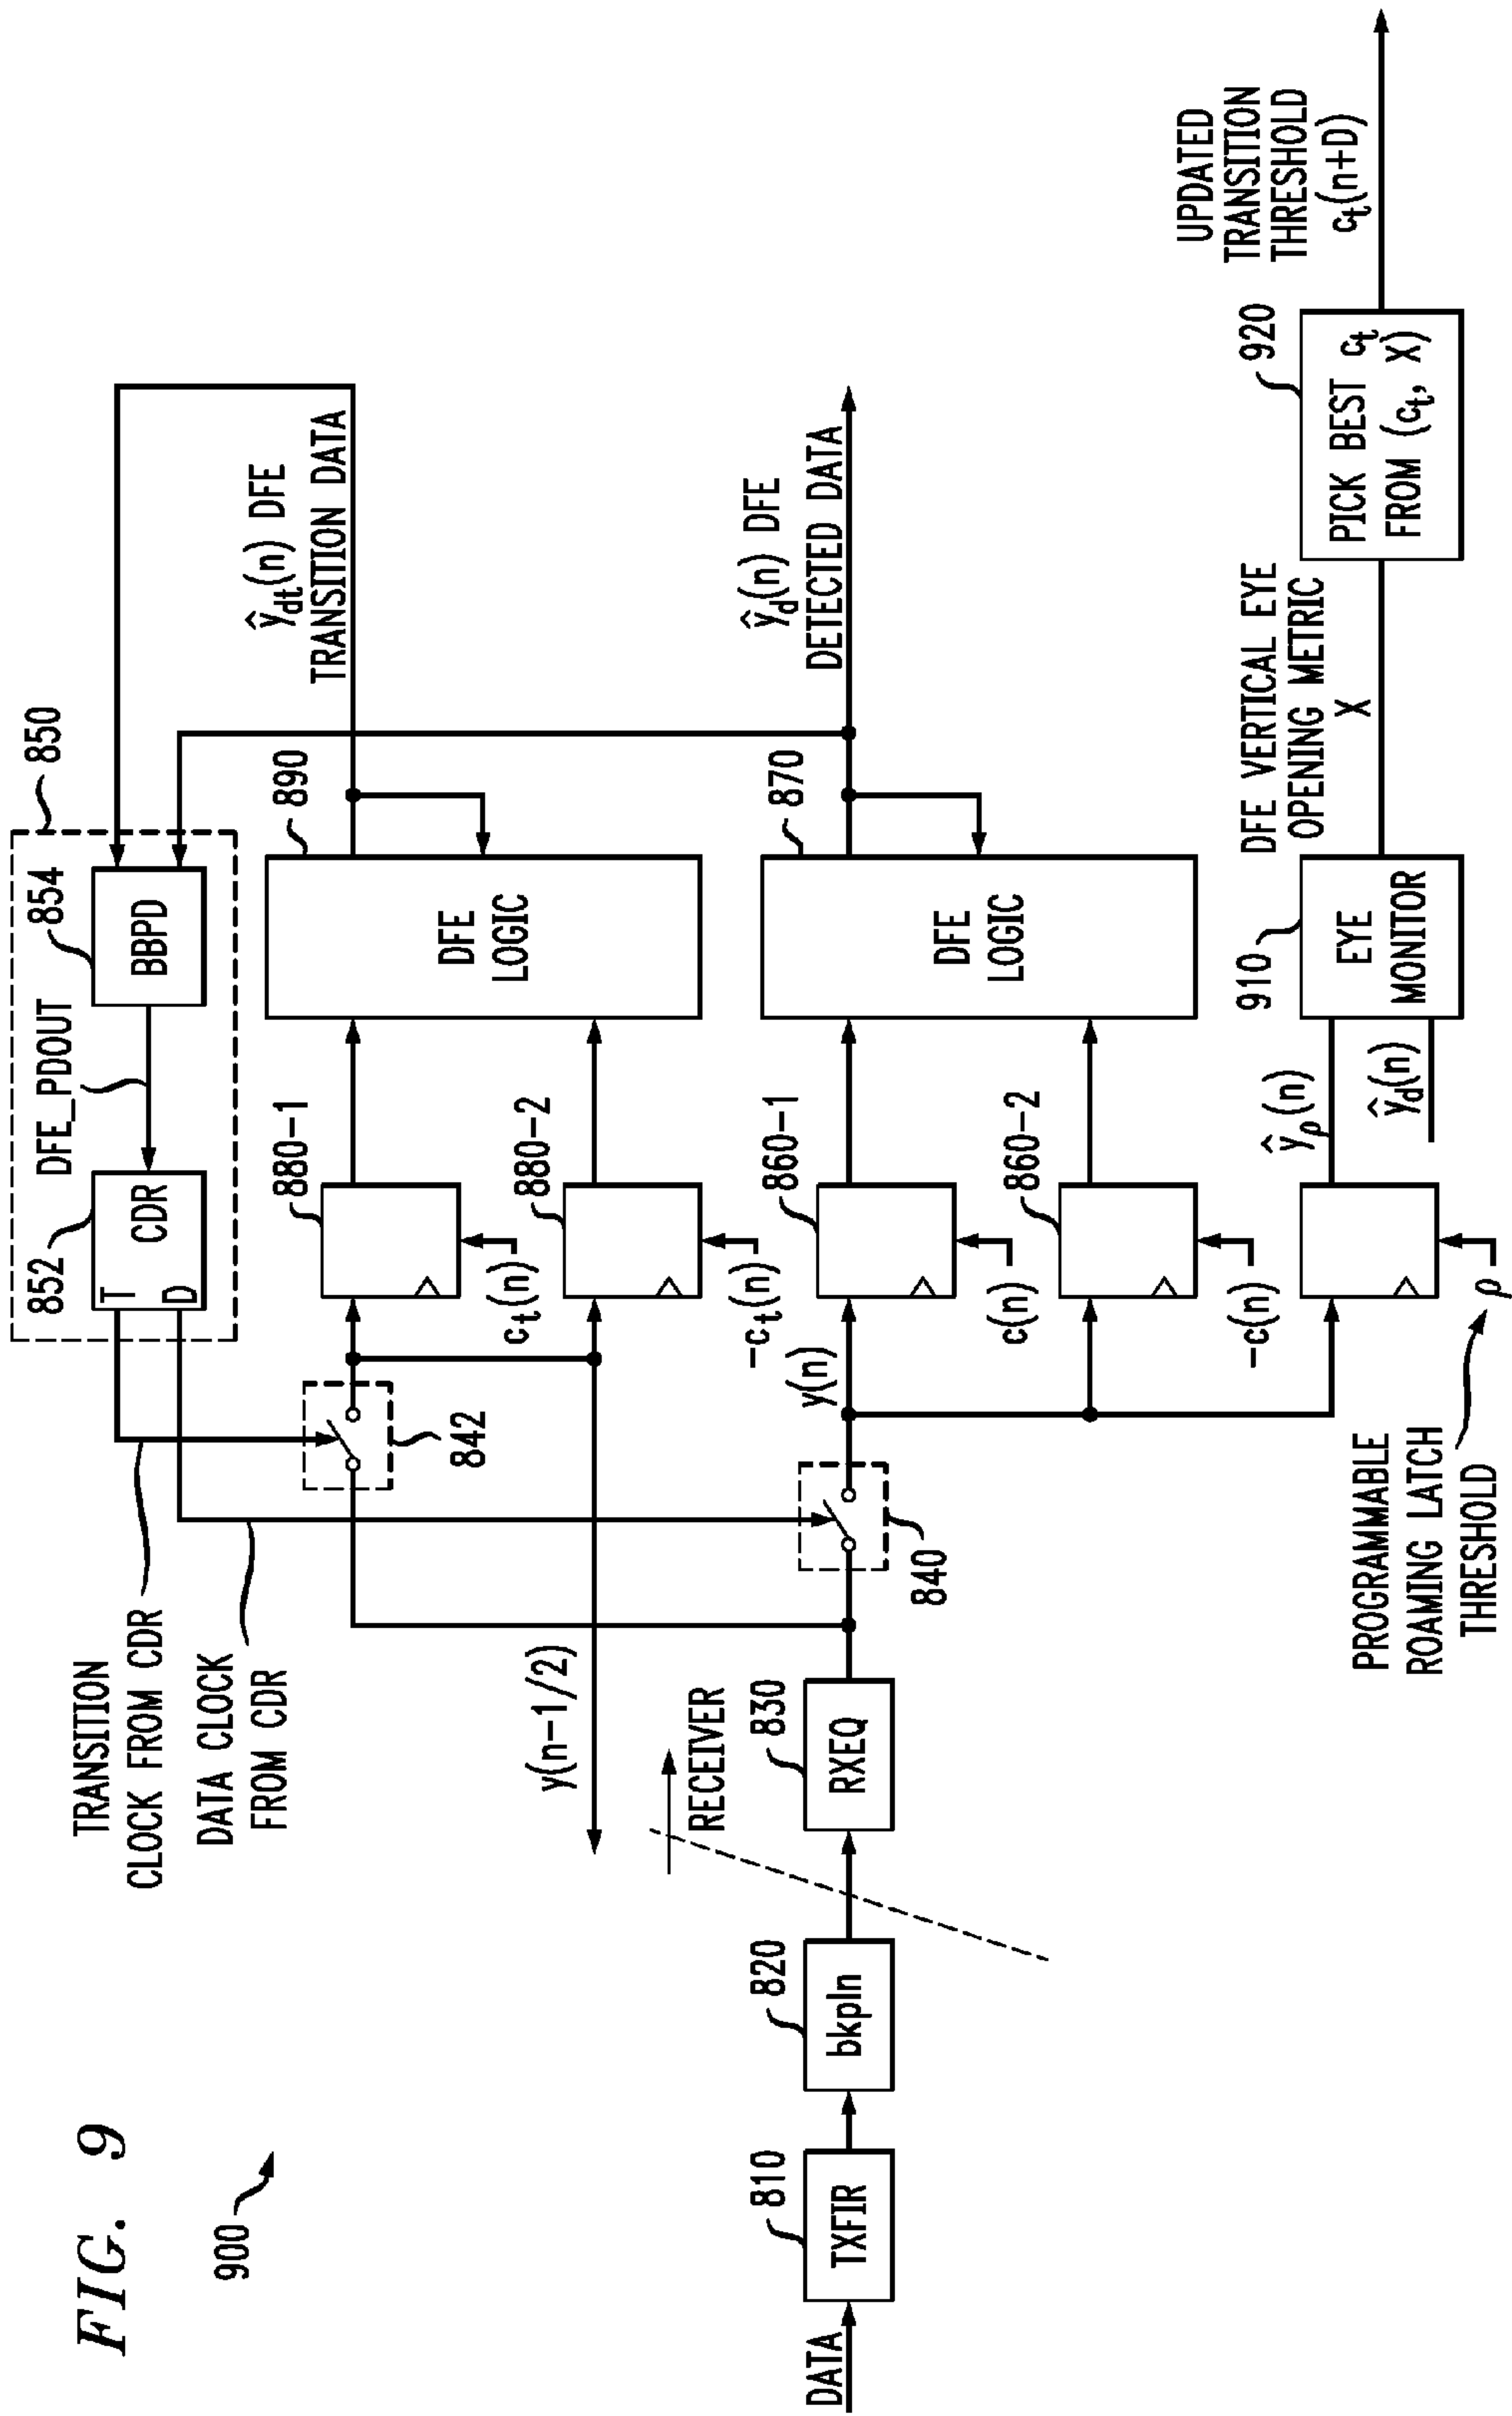 FIG. 9
900
DATA
TXFIR
810
bkpln
820
RECEIVER
RXEQ
830
TRANSITION
CLOCK FROM CDR
DATA CLOCK
FROM CDR
y(n-1/2)
842
840
850
852
T
D
CDR
DFE_PDOUT
854
BBPD
880-1
c_t(n)
880-2
-c_t(n)
y(n)
860-1
c(n)
860-2
-c(n)
ρ
PROGRAMMABLE
ROAMING LATCH
THRESHOLD
890
DFE
LOGIC
870
DFE
LOGIC
ŷ_dt(n) DFE
TRANSITION DATA
ŷ_d(n) DFE
DETECTED DATA
ŷ_ρ(n)
ŷ_d(n)
910
EYE
MONITOR
DFE VERTICAL EYE
OPENING METRIC
X
920
PICK BEST c_t
FROM (c_t, X)
UPDATED
TRANSITION
THRESHOLD
c_t(n+D)